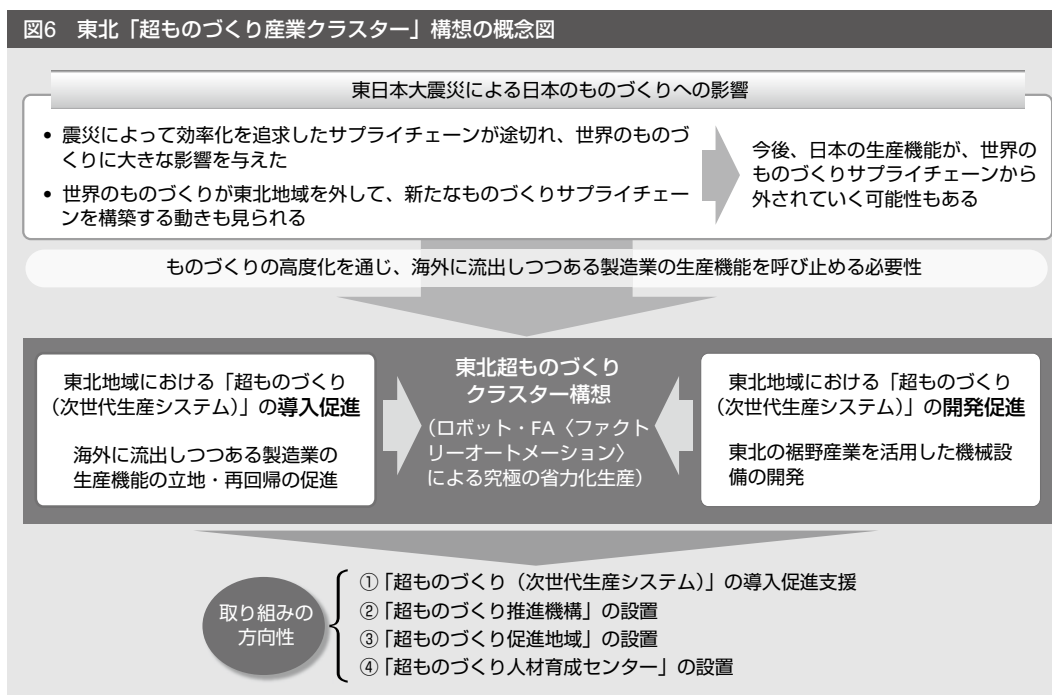 図6　東北「超ものづくり産業クラスター」構想の概念図
東日本大震災による日本のものづくりへの影響
• 震災によって効率化を追求したサプライチェーンが途切れ、世界のものづ
くりに大きな影響を与えた
• 世界のものづくりが東北地域を外して、新たなものづくりサプライチェー
ンを構築する動きも見られる
今後、日本の生産機能が、世界の
ものづくりサプライチェーンから
外されていく可能性もある
ものづくりの高度化を通じ、海外に流出しつつある製造業の生産機能を呼び止める必要性
東北地域における「超ものづくり
（次世代生産システム）」の導入促進
海外に流出しつつある製造業の
生産機能の立地・再回帰の促進
東北超ものづくり
クラスター構想
（ロボット・FA〈ファクト
リーオートメーション〉
による究極の省力化生産）
東北地域における「超ものづくり
（次世代生産システム）」の開発促進
東北の裾野産業を活用した機械設
備の開発
取り組みの
方向性
①「超ものづくり（次世代生産システム）」の導入促進支援
②「超ものづくり推進機構」の設置
③「超ものづくり促進地域」の設置
④「超ものづくり人材育成センター」の設置